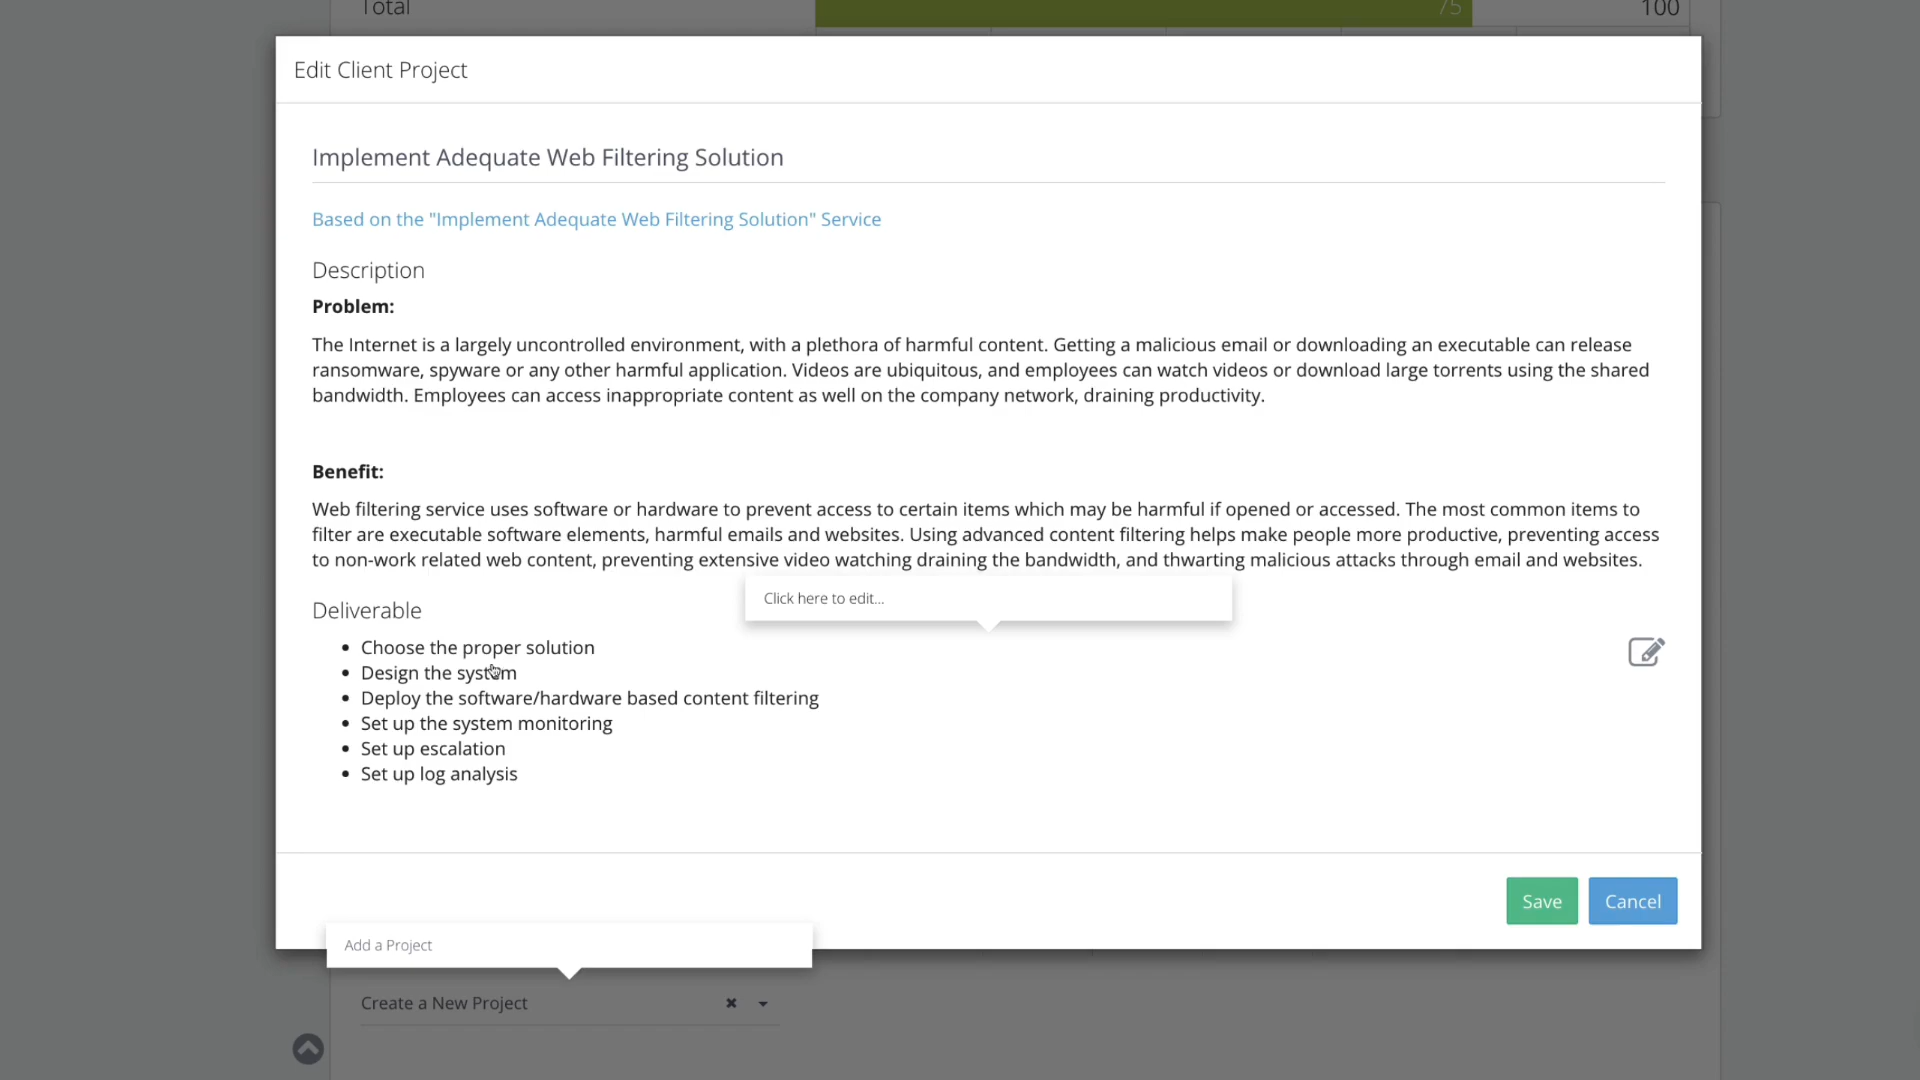 Total
75
100
Edit Client Project
Implement Adequate Web Filtering Solution
Based on the "Implement Adequate Web Filtering Solution" Service
Description
Problem:
The Internet is a largely uncontrolled environment, with a plethora of harmful content. Getting a malicious email or downloading an executable can release
ransomware, spyware or any other harmful application. Videos are ubiquitous, and employees can watch videos or download large torrents using the shared
bandwidth. Employees can access inappropriate content as well on the company network, draining productivity.
Benefit:
Web filtering service uses software or hardware to prevent access to certain items which may be harmful if opened or accessed. The most common items to
filter are executable software elements, harmful emails and websites. Using advanced content filtering helps make people more productive, preventing access
to non-work related web content, preventing extensive video watching draining the bandwidth, and thwarting malicious attacks through email and websites.
Click here to edit...
Deliverable
• Choose the proper solution
• Design the system
• Deploy the software/hardware based content filtering
• Set up the system monitoring
• Set up escalation
• Set up log analysis
Save
Cancel
Add a Project
Create a New Project